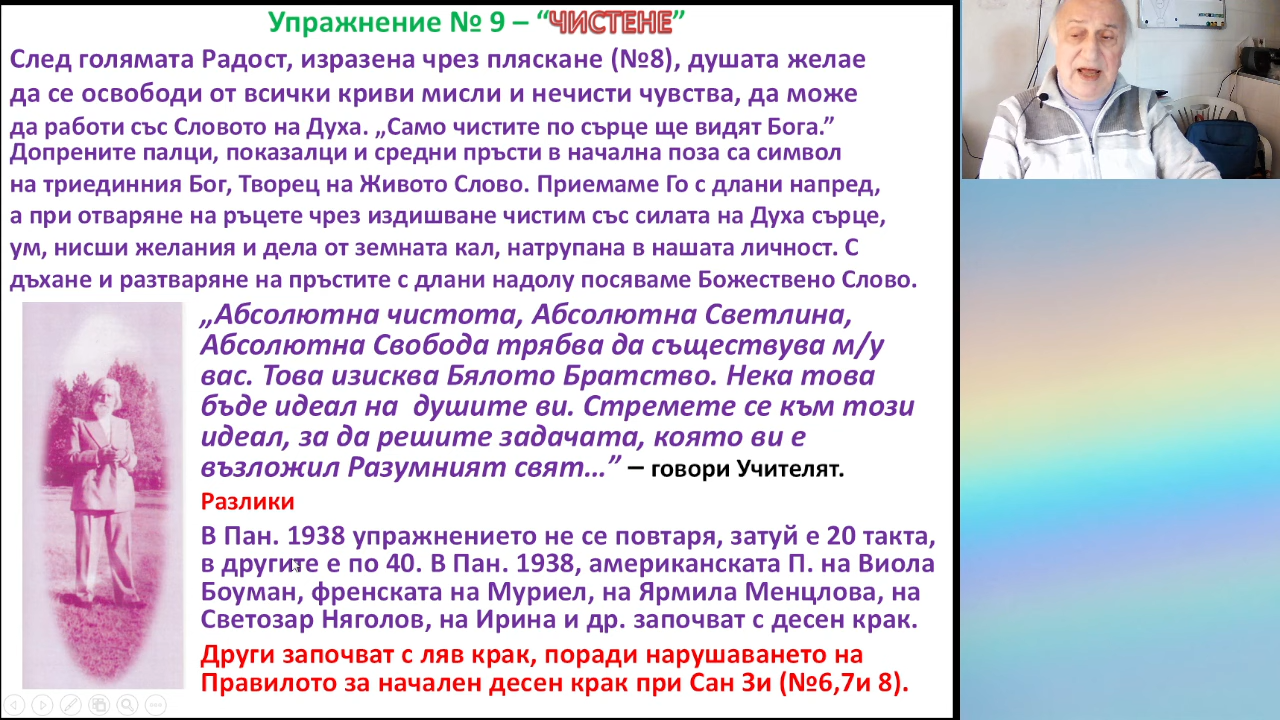 Упражнение № 9 – “ЧИСТЕНЕ”
След голямата Радост, изразена чрез пляскане (№8), душата желае
да се освободи от всички криви мисли и нечисти чувства, да може
да работи със Словото на Духа. „Само чистите по сърце ще видят Бога.”
Допрените палци, показалци и средни пръсти в начална поза са символ
на триединния Бог, Творец на Живото Слово. Приемаме Го с длани напред,
а при отваряне на ръцете чрез издишване чистим със силата на Духа сърце,
ум, нисши желания и дела от земната кал, натрупана в нашата личност. С
дъхане и разтваряне на пръстите с длани надолу посяваме Божествено Слово.
„Абсолютна чистота, Абсолютна Светлина,
Абсолютна Свобода трябва да съществува м/у
вас. Това изисква Бялото Братство. Нека това
бъде идеал на душите ви. Стремете се към този
идеал, за да решите задачата, която ви е
възложил Разумният свят...” – говори Учителят.
Разлики
В Пан. 1938 упражнението не се повтаря, затуй е 20 такта,
в другите е по 40. В Пан. 1938, американската П. на Виола
Боуман, френската на Муриел, на Ярмила Менцлова, на
Светозар Няголов, на Ирина и др. започват с десен крак.
Други започват с ляв крак, поради нарушаването на
Правилото за начален десен крак при Сан Зи (№6,7и 8).